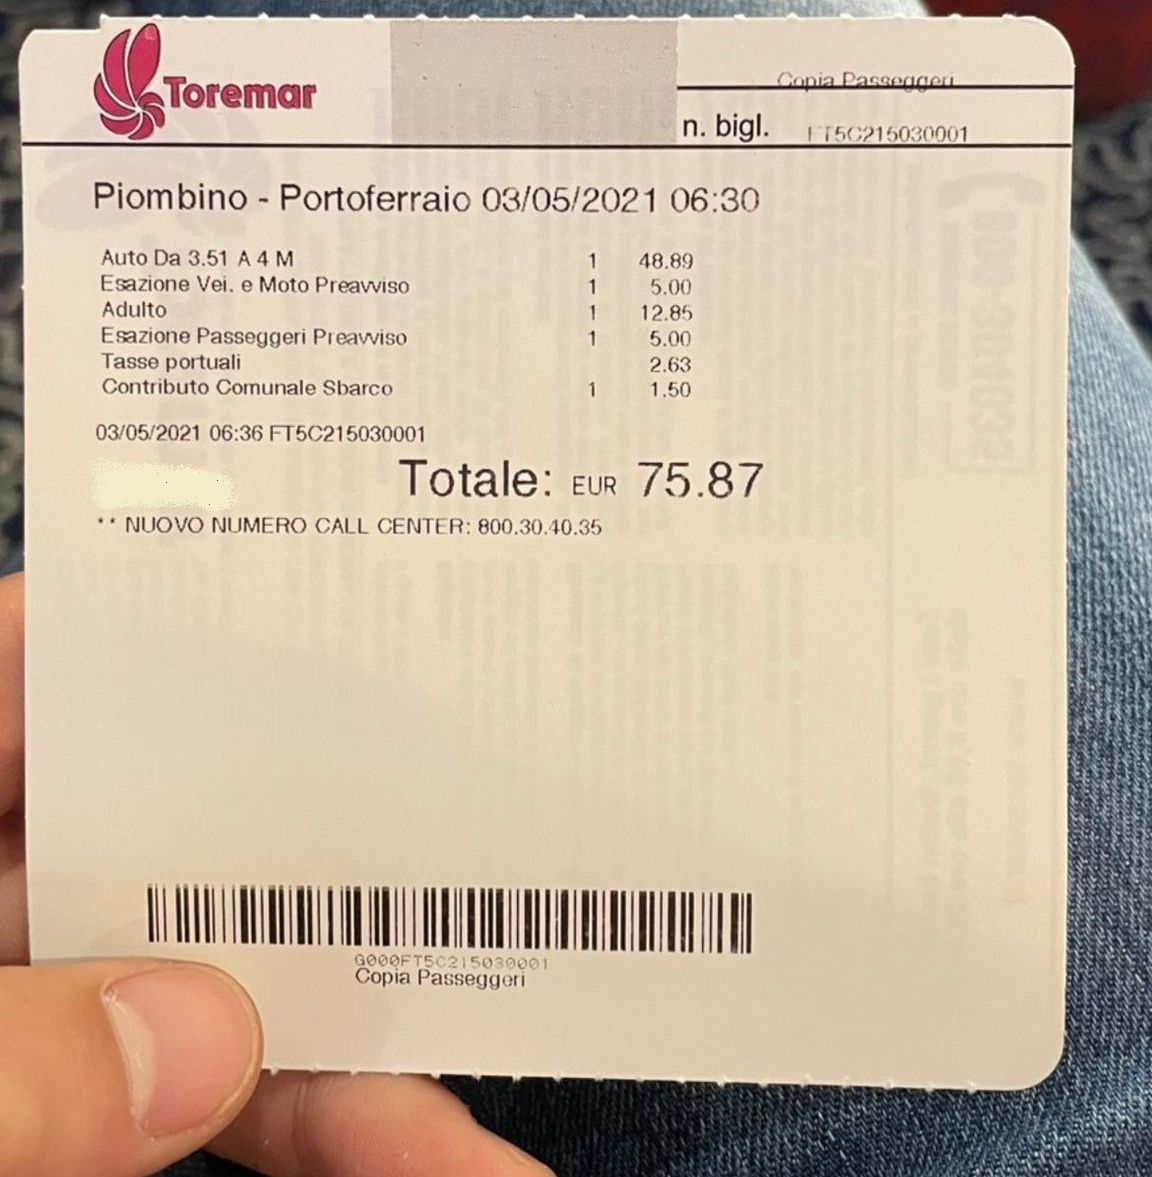 Toremar
Copia Passeggeri
n. bigl. FT5C215030001
Piombino - Portoferraio 03/05/2021 06:30
Auto Da 3.51 A 4 M 1 48.89
Esazione Vei. e Moto Preavviso 1 5.00
Adulto 1 12.85
Esazione Passeggeri Preavviso 1 5.00
Tasse portuali 2.63
Contributo Comunale Sbarco 1 1.50
03/05/2021 06:36 FT5C215030001
Totale: EUR 75.87
** NUOVO NUMERO CALL CENTER: 800.30.40.35
G000FT5C215030001
Copia Passeggeri